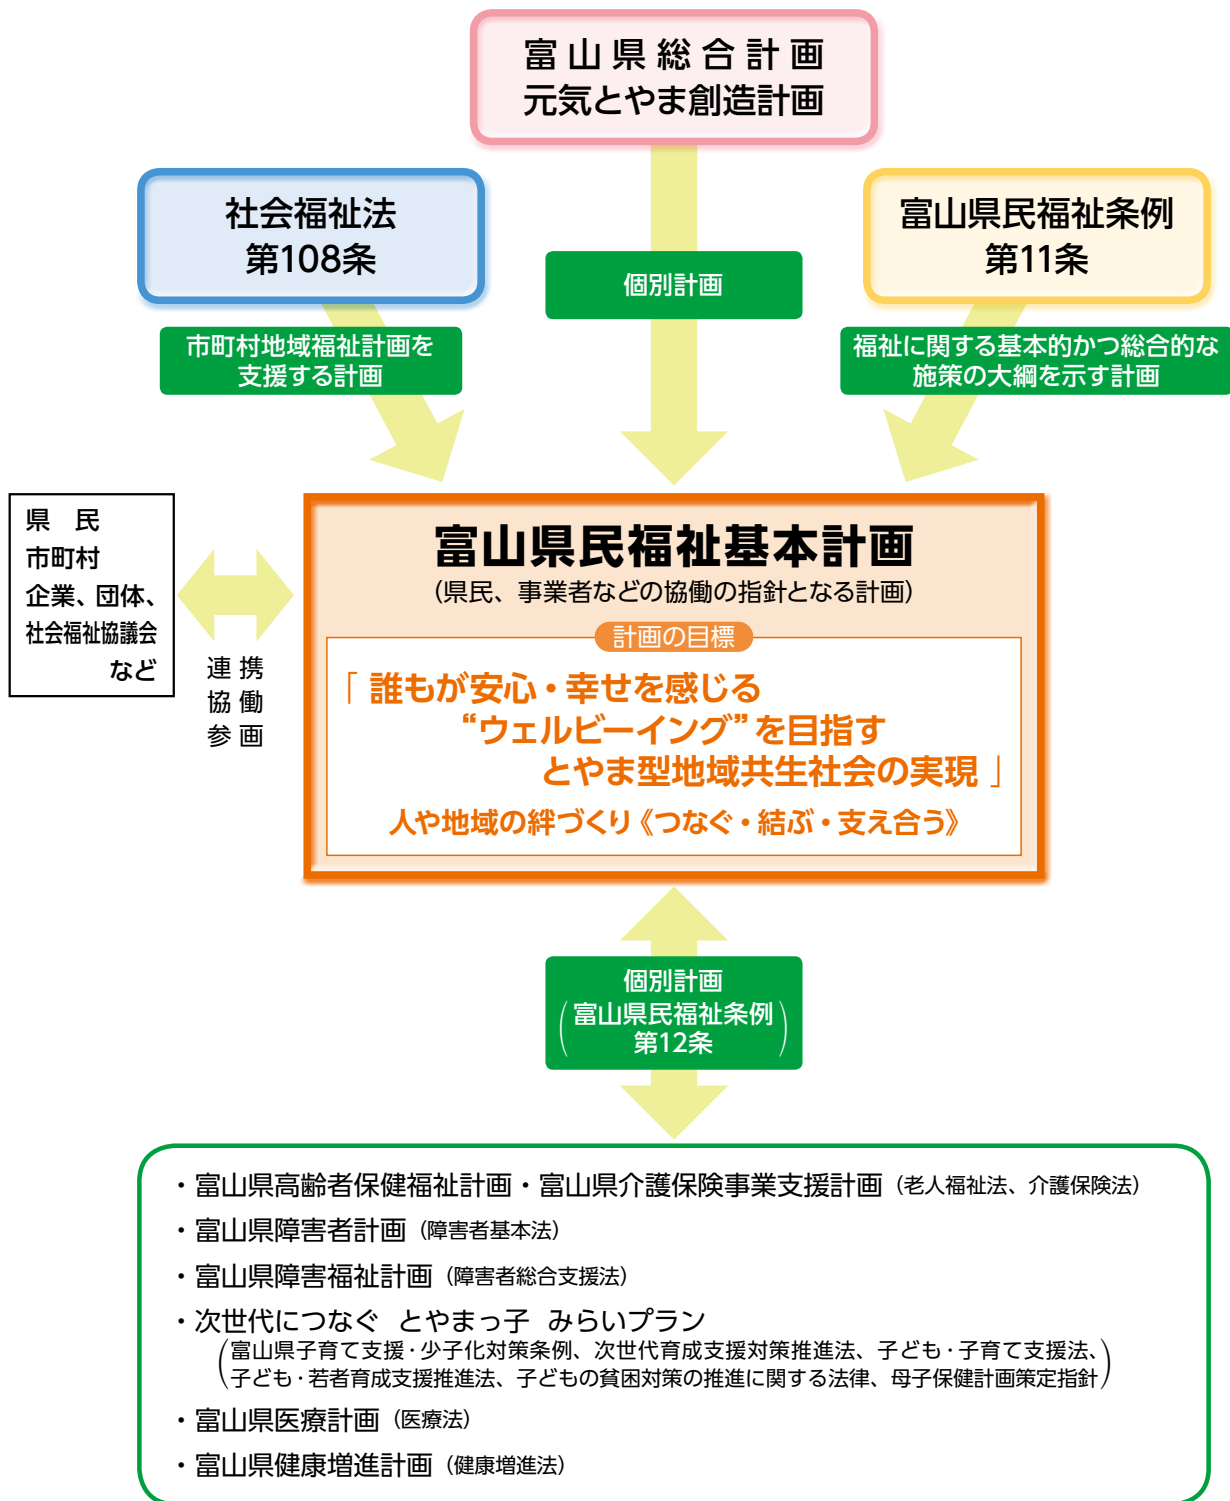 富山県総合計画
元気とやま創造計画
社会福祉法
第108条
個別計画
富山県民福祉条例
第11条
市町村地域福祉計画を
支援する計画
福祉に関する基本的かつ総合的な
施策の大綱を示す計画
県　民
市町村
企業、団体、
社会福祉協議会
など
連携
協働
参画
富山県民福祉基本計画
(県民、事業者などの協働の指針となる計画)
計画の目標
「 誰もが安心・幸せを感じる
“ウェルビーイング”を目指す
とやま型地域共生社会の実現 」
人や地域の絆づくり《つなぐ・結ぶ・支え合う》
個別計画
(富山県民福祉条例
第12条)
・富山県高齢者保健福祉計画・富山県介護保険事業支援計画（老人福祉法、介護保険法）
・富山県障害者計画（障害者基本法）
・富山県障害福祉計画（障害者総合支援法）
・次世代につなぐ　とやまっ子　みらいプラン
(富山県子育て支援・少子化対策条例、次世代育成支援対策推進法、子ども・子育て支援法、
子ども・若者育成支援推進法、子どもの貧困対策の推進に関する法律、母子保健計画策定指針)
・富山県医療計画（医療法）
・富山県健康増進計画（健康増進法）